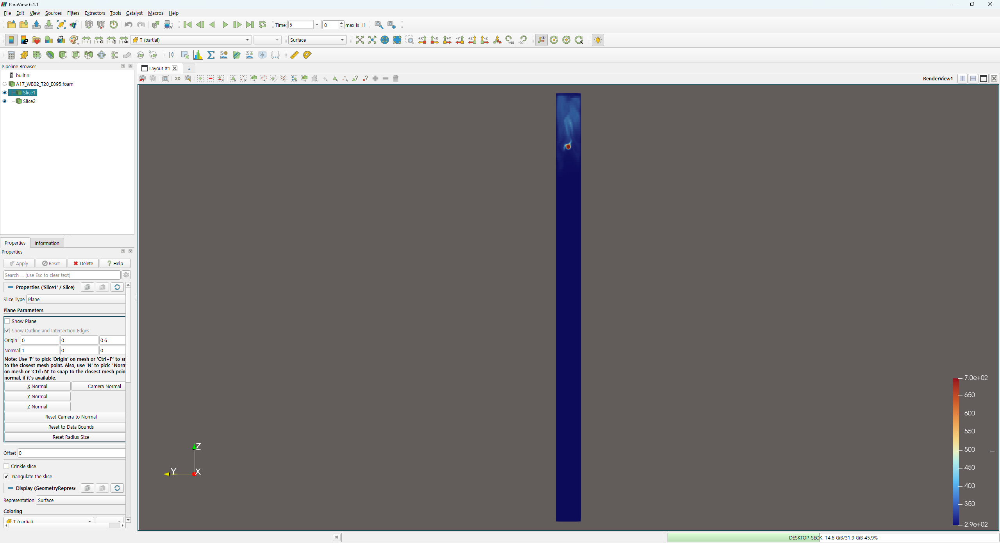 ParaView 6.1.1
File Edit View Sources Filters Extractors Tools Catalyst Macros Help
Time: 5 0 max is 11
T (partial) Surface +X -X +Y -Y +Z -Z +90 -90
Pipeline Browser
Layout #1 +
builtin:
3D RenderView1
A17_WB02_T20_E095.foam
Slice1
Slice2
Properties Information
Properties
Apply Reset Delete Help
Search ... (use Esc to clear text)
Properties ('Slice1' / Slice)
Slice Type Plane
Plane Parameters
Show Plane
Show Outline and Intersection Edges
Origin 0 0 0.6
Normal 1 0 0
Note: Use 'P' to pick 'Origin' on mesh or 'Ctrl+P' to sn
to the closest mesh point. Also, use 'N' to pick "Norm
on mesh or 'Ctrl+N' to snap to the closest mesh poin
normal, if it's available.
X Normal Camera Normal
Y Normal
Z Normal
Reset Camera to Normal
Reset to Data Bounds
Reset Radius Size
Offset 0
Crinkle slice
Triangulate the slice
Display (GeometryReprese
Representation Surface
Coloring
T (partial)
Z
Y X
7.0e+02
650
600
550
500
T
450
400
350
2.9e+02
DESKTOP-SEOK: 14.6 GiB/31.9 GiB 45.9%